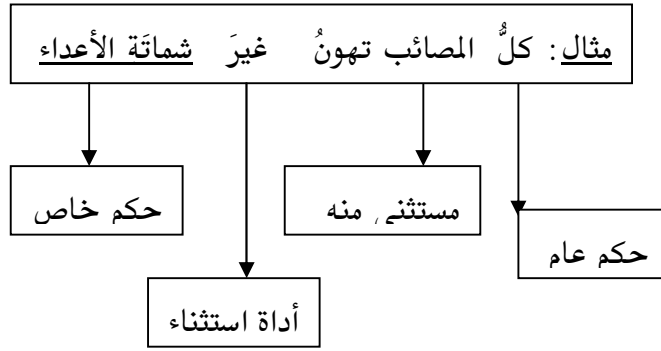 مثال: كلُّ المصائب تهونُ غيرَ شماتَة الأعداء
حكم خاص
مستثنى منه
حكم عام
أداة استثناء